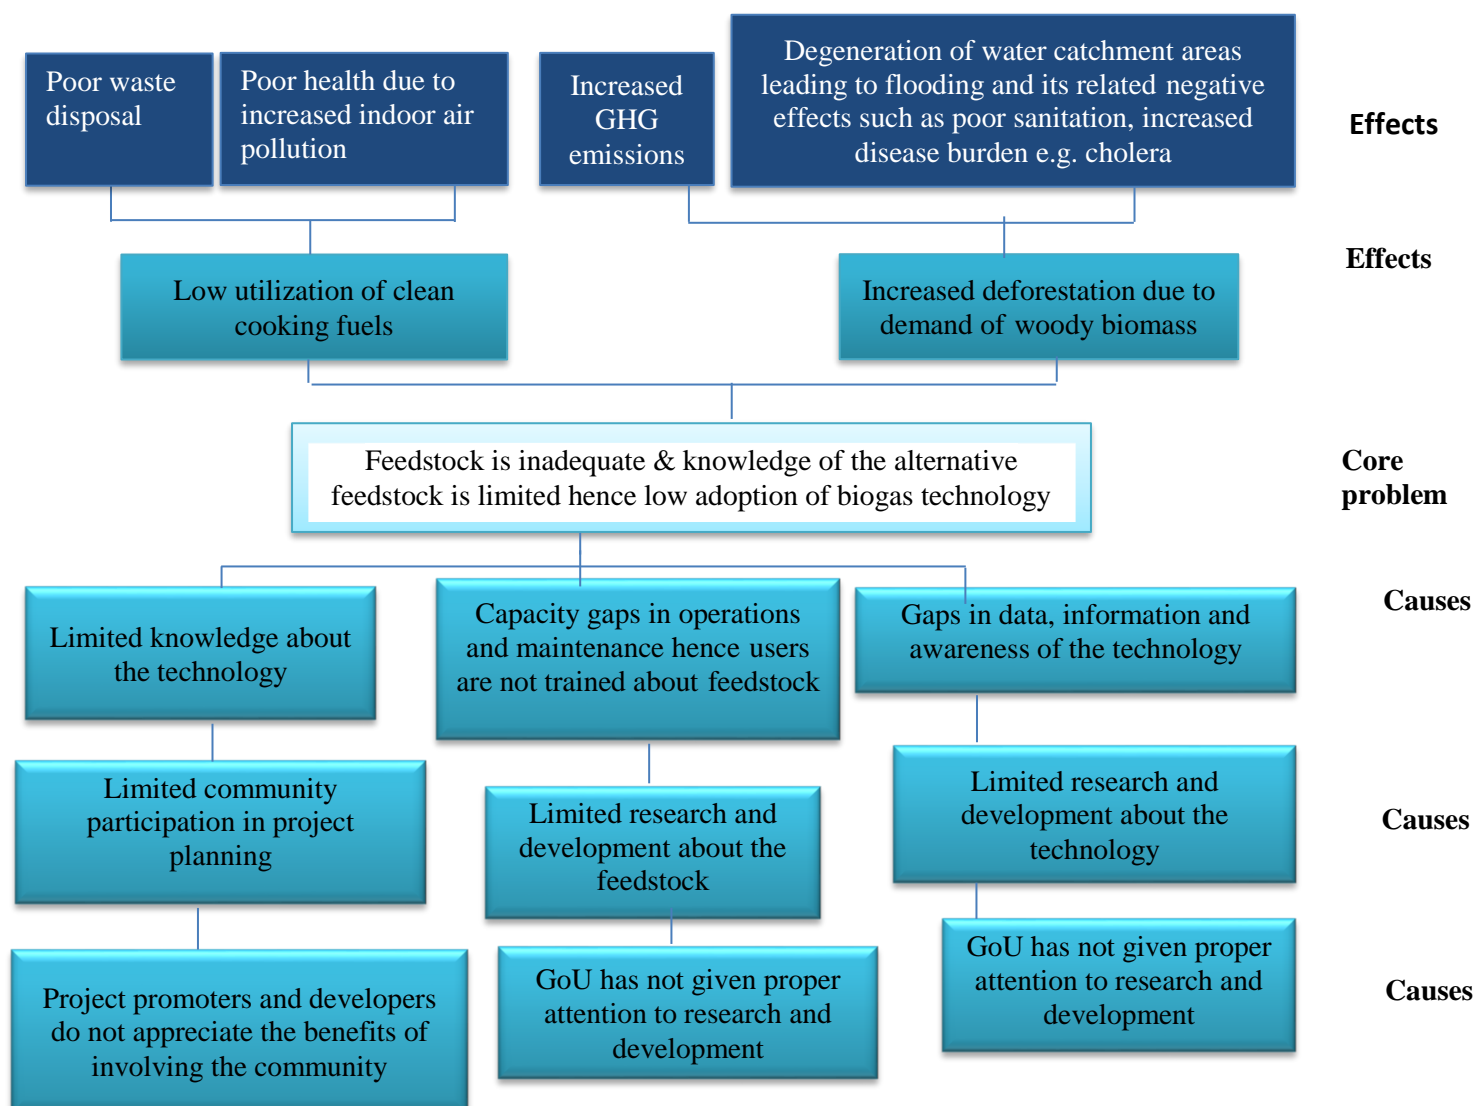 Poor waste
disposal
Poor health due to
increased indoor air
pollution
Increased
GHG
emissions
Degeneration of water catchment areas
leading to flooding and its related negative
effects such as poor sanitation, increased
disease burden e.g. cholera
Effects
Low utilization of clean
cooking fuels
Increased deforestation due to
demand of woody biomass
Effects
Feedstock is inadequate & knowledge of the alternative
feedstock is limited hence low adoption of biogas technology
Core
problem
Limited knowledge about
the technology
Capacity gaps in operations
and maintenance hence users
are not trained about feedstock
Gaps in data, information and
awareness of the technology
Causes
Limited community
participation in project
planning
Limited research and
development about the
feedstock
Limited research and
development about the
technology
Causes
Project promoters and developers
do not appreciate the benefits of
involving the community
GoU has not given proper
attention to research and
development
GoU has not given proper
attention to research and
development
Causes